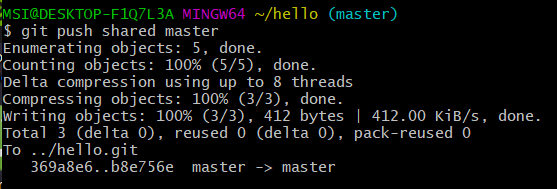 MSI@DESKTOP-F1Q7L3A MINGW64 ~/hello (master)
$ git push shared master
Enumerating objects: 5, done.
Counting objects: 100% (5/5), done.
Delta compression using up to 8 threads
Compressing objects: 100% (3/3), done.
Writing objects: 100% (3/3), 412 bytes | 412.00 KiB/s, done.
Total 3 (delta 0), reused 0 (delta 0), pack-reused 0
To ../hello.git
   369a8e6..b8e756e  master -> master